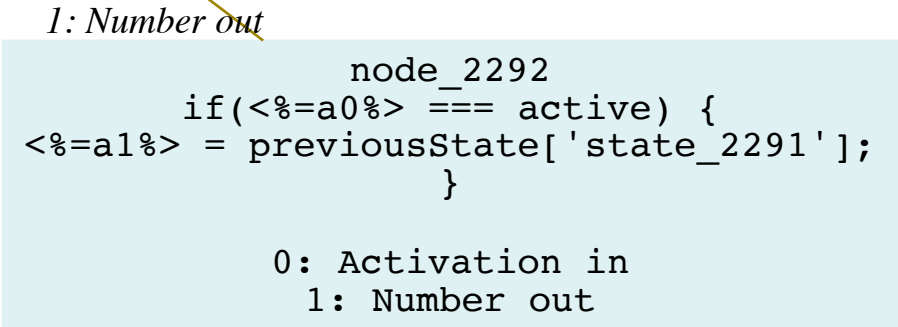 1: Number out
node_2292
if(<%=a0%> === active) {
<%=a1%> = previousState['state_2291'];
}
0: Activation in
1: Number out